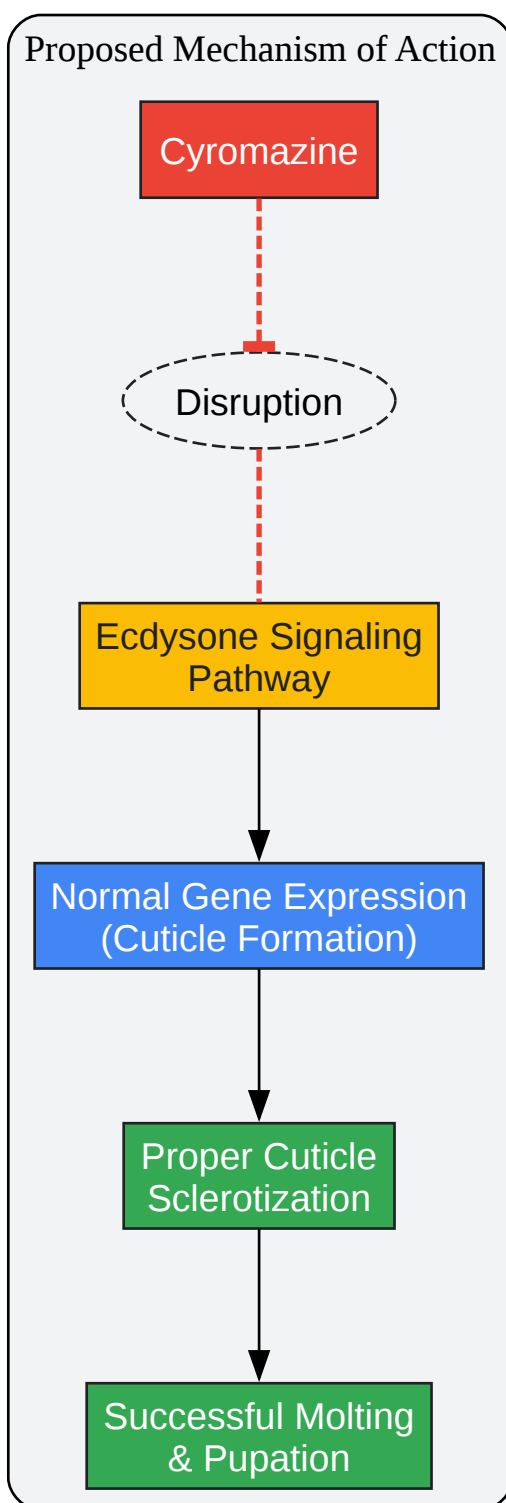 Proposed Mechanism of Action
Cyromazine
Disruption
Ecdysone Signaling
Pathway
Normal Gene Expression
(Cuticle Formation)
Proper Cuticle
Sclerotization
Successful Molting
& Pupation